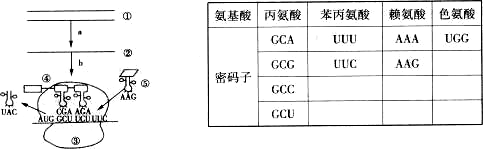 ①
a
②
b
④
⑤
CGA AGA
AAG
UAC
AUG GCU UCU UUC
③
氨基酸 丙氨酸 苯丙氨酸 赖氨酸 色氨酸
密码子 GCA UUU AAA UGG
GCG UUC AAG
GCC
GCU